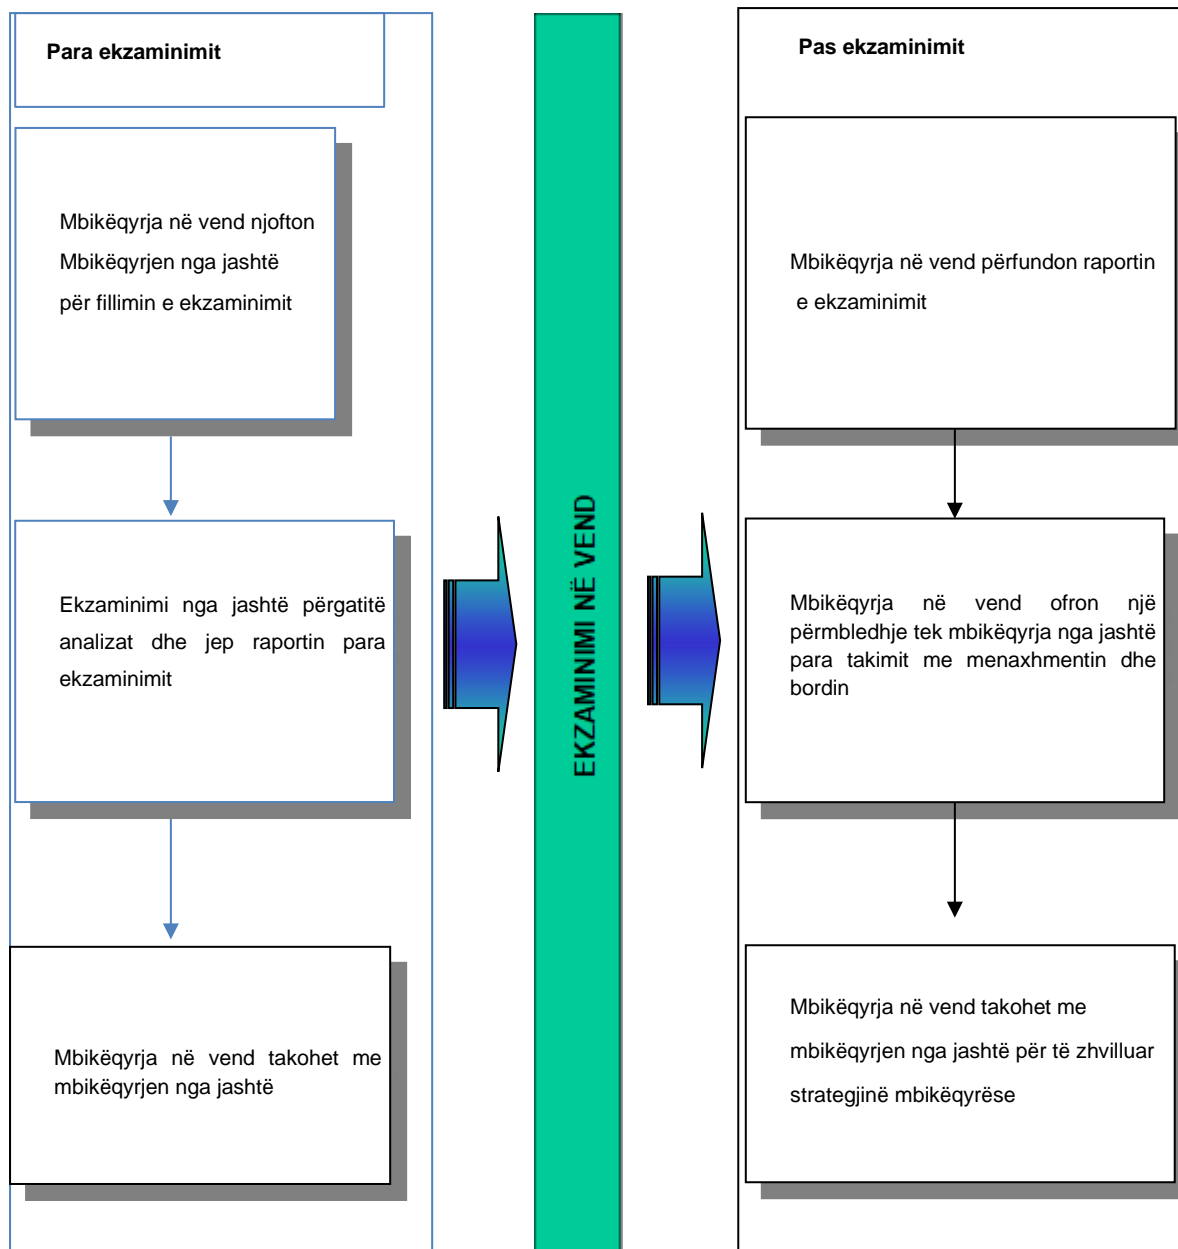 Para ekzaminimit
Mbikëqyrja në vend njofton
Mbikëqyrjen nga jashtë
për fillimin e ekzaminimit
Ekzaminimi nga jashtë përgatitë
analizat dhe jep raportin para
ekzaminimit
Mbikëqyrja në vend takohet me
mbikëqyrjen nga jashtë
EKZAMINIMI NË VEND
Pas ekzaminimit
Mbikëqyrja në vend përfundon raportin
e ekzaminimit
Mbikëqyrja në vend ofron një
përmbledhje tek mbikëqyrja nga jashtë
para takimit me menaxhmentin dhe
bordin
Mbikëqyrja në vend takohet me
mbikëqyrjen nga jashtë për të zhvilluar
strategjinë mbikëqyrëse